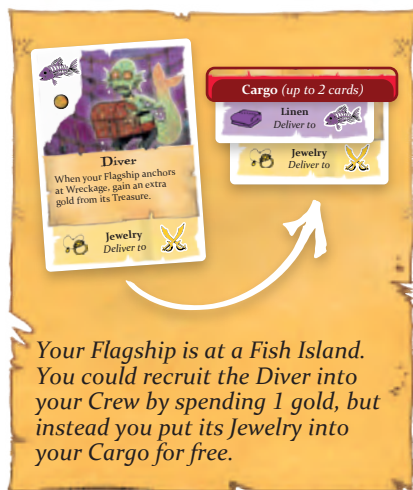 Cargo (up to 2 cards)
Linen
Deliver to
Jewelry
Deliver to
Diver
When your Flagship anchors
at Wreckage, gain an extra
gold from its Treasure.
Jewelry
Deliver to
Your Flagship is at a Fish Island.
You could recruit the Diver into
your Crew by spending 1 gold, but
instead you put its Jewelry into
your Cargo for free.